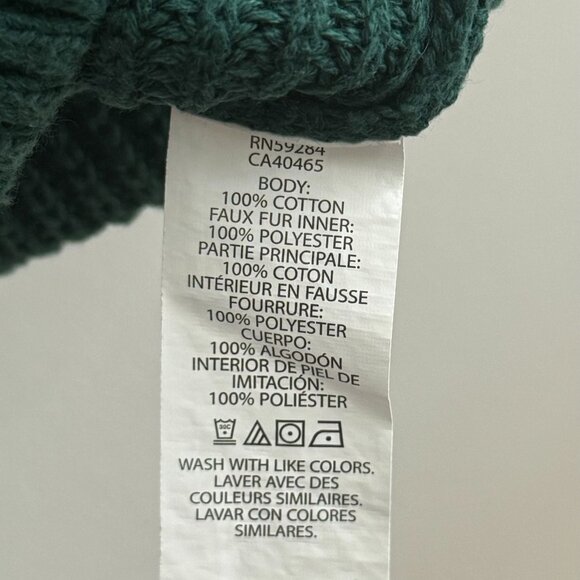 RN59284
CA40465
BODY:
100% COTTON
FAUX FUR INNER:
100% POLYESTER
PARTIE PRINCIPALE:
100% COTON
INTÉRIEUR EN FAUSSE
FOURRURE:
100% POLYESTER
CUERPO:
100% ALGODÓN
INTERIOR DE PIEL DE
IMITACIÓN:
100% POLIÉSTER
30C
WASH WITH LIKE COLORS.
LAVER AVEC DES
COULEURS SIMILAIRES.
LAVAR CON COLORES
SIMILARES.